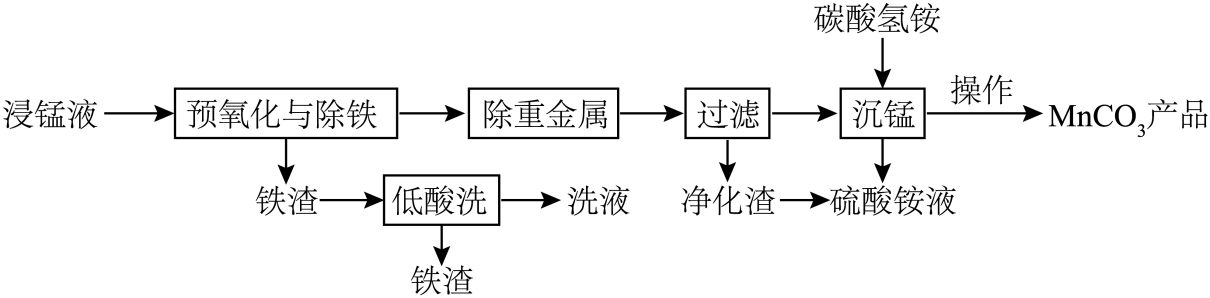 碳酸氢铵
浸锰液
预氧化与除铁
除重金属
过滤
沉锰
操作
MnCO₃产品
铁渣
低酸洗
洗液
净化渣
硫酸铵液
铁渣